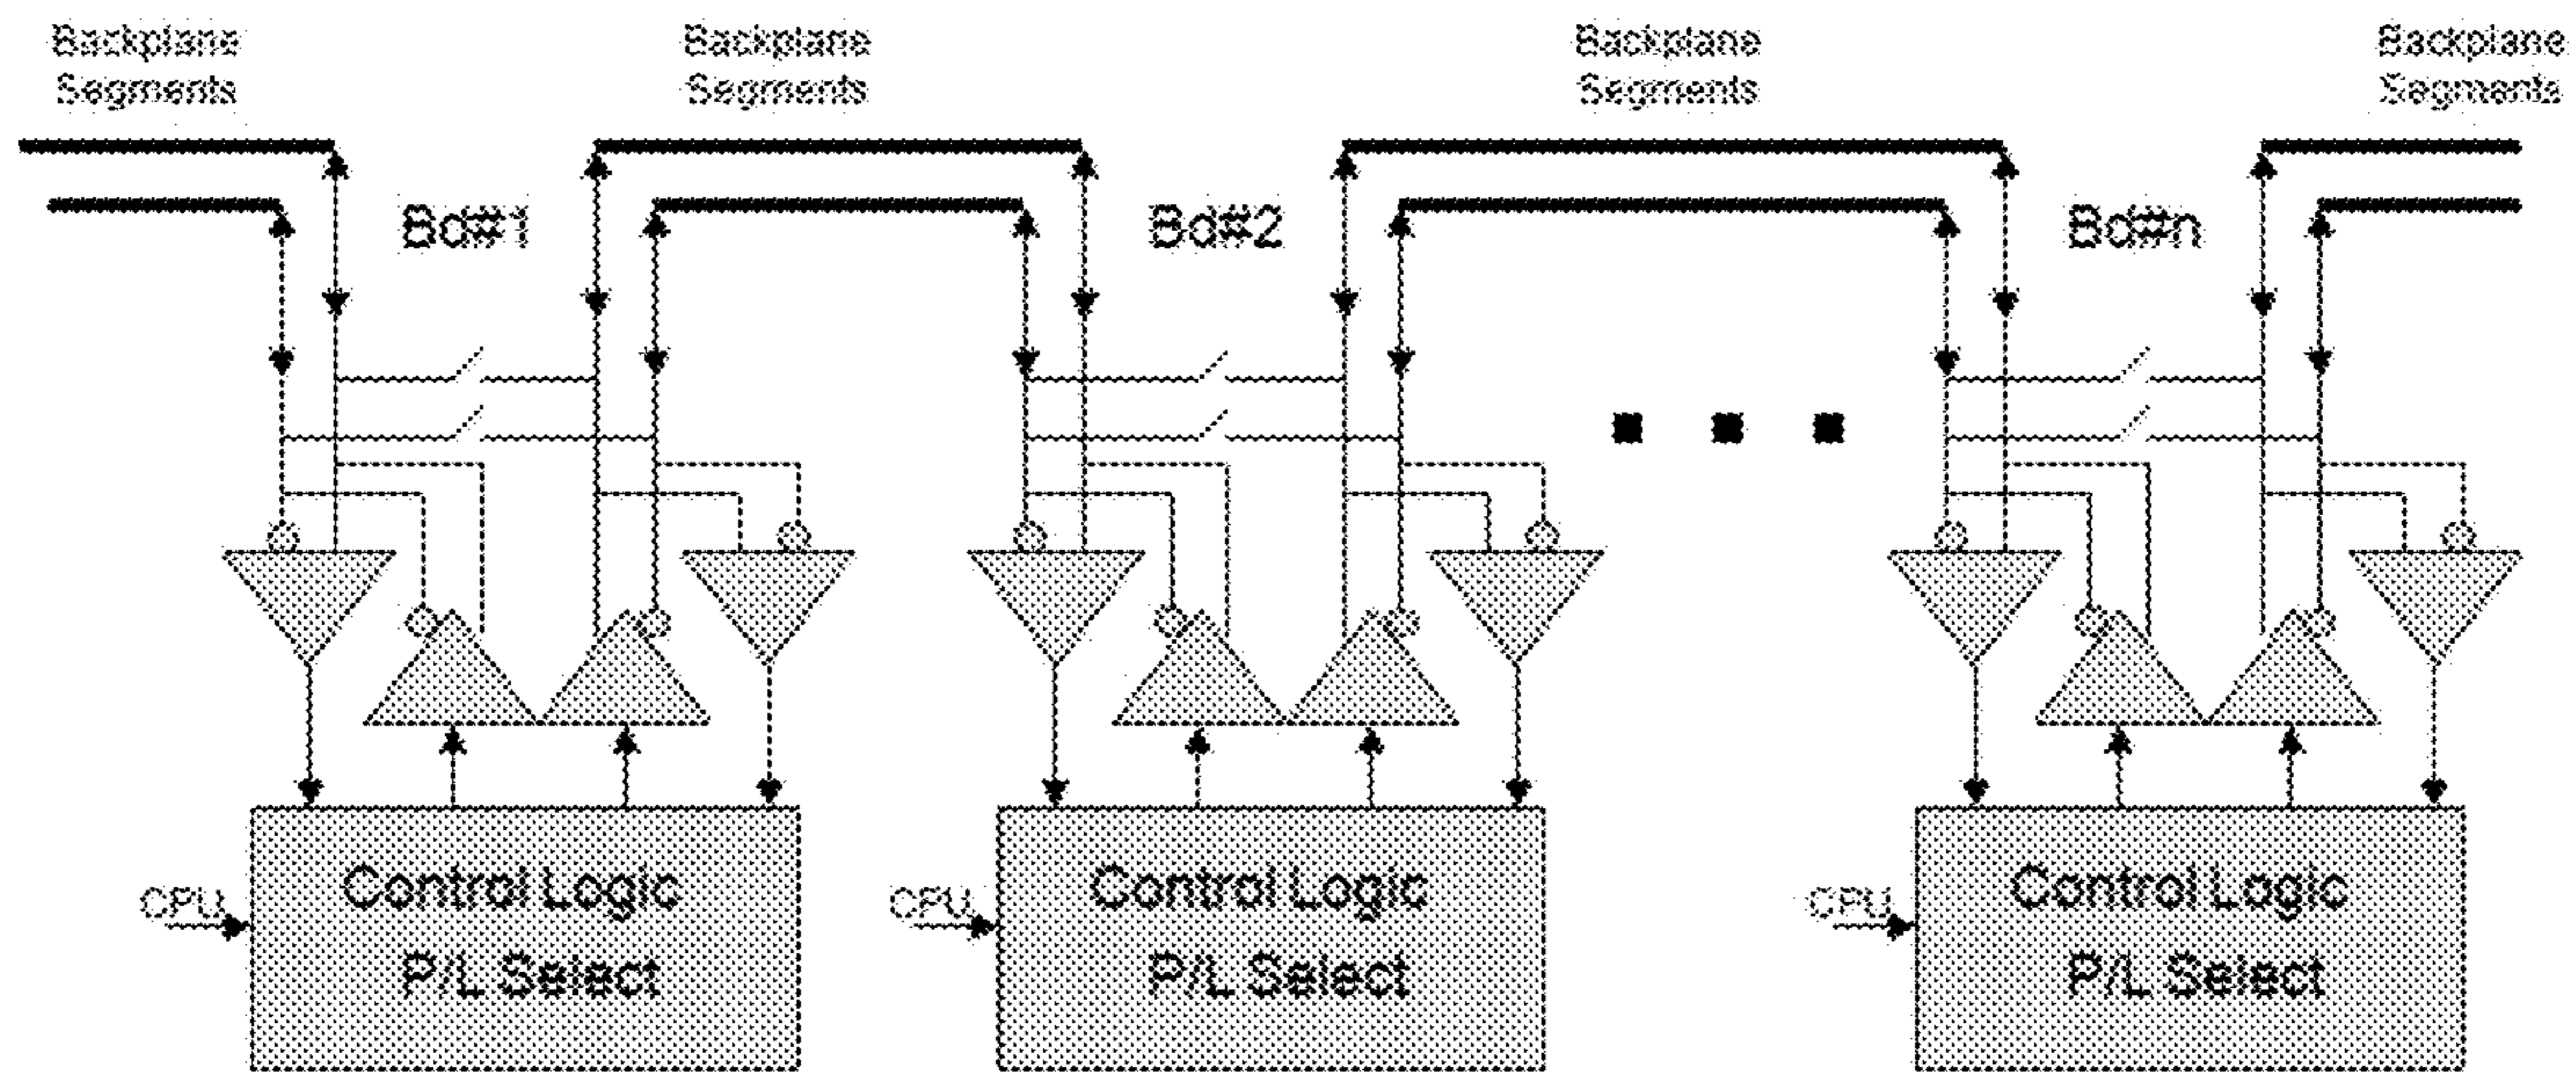 Backplane
Segments
Backplane
Segments
Backplane
Segments
Backplane
Segments
Bd#1
Bd#2
Bd#n
CPU
Control Logic
P/L Select
CPU
Control Logic
P/L Select
CPU
Control Logic
P/L Select